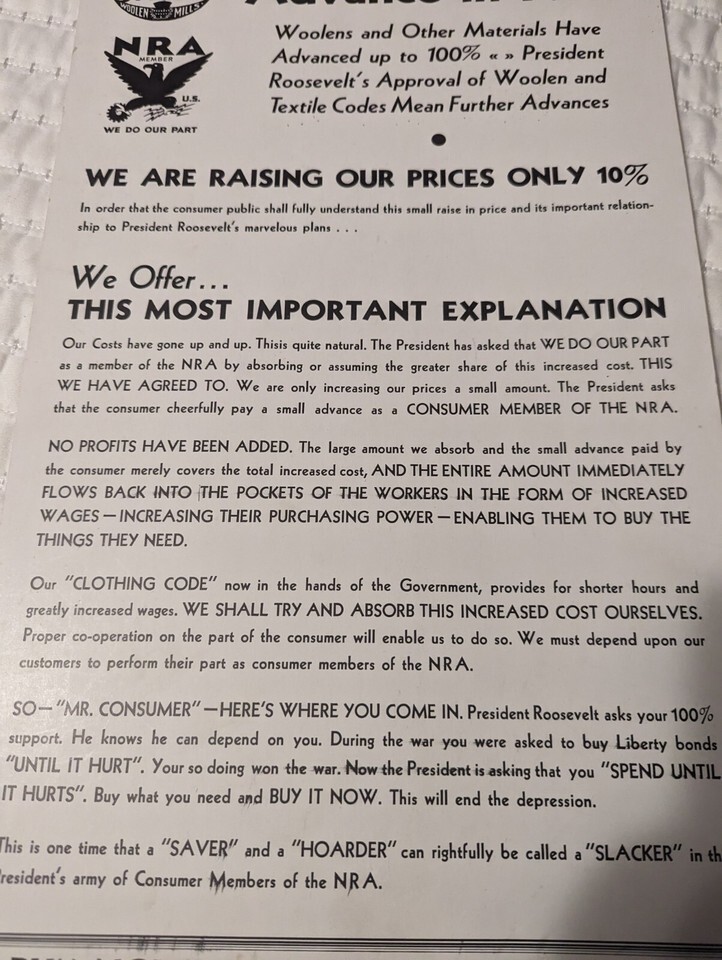 WOOLEN MILLS
NRA
MEMBER
U.S.
WE DO OUR PART
Woolens and Other Materials Have
Advanced up to 100% « » President
Roosevelt's Approval of Woolen and
Textile Codes Mean Further Advances
WE ARE RAISING OUR PRICES ONLY 10%
In order that the consumer public shall fully understand this small raise in price and its important relation-
ship to President Roosevelt's marvelous plans . . .
We Offer...
THIS MOST IMPORTANT EXPLANATION
Our Costs have gone up and up. Thisis quite natural. The President has asked that WE DO OUR PART
as a member of the NRA by absorbing or assuming the greater share of this increased cost. THIS
WE HAVE AGREED TO. We are only increasing our prices a small amount. The President asks
that the consumer cheerfully pay a small advance as a CONSUMER MEMBER OF THE NRA.
NO PROFITS HAVE BEEN ADDED. The large amount we absorb and the small advance paid by
the consumer merely covers the total increased cost, AND THE ENTIRE AMOUNT IMMEDIATELY
FLOWS BACK INTO THE POCKETS OF THE WORKERS IN THE FORM OF INCREASED
WAGES—INCREASING THEIR PURCHASING POWER—ENABLING THEM TO BUY THE
THINGS THEY NEED.
Our "CLOTHING CODE" now in the hands of the Government, provides for shorter hours and
greatly increased wages. WE SHALL TRY AND ABSORB THIS INCREASED COST OURSELVES.
Proper co-operation on the part of the consumer will enable us to do so. We must depend upon our
customers to perform their part as consumer members of the NRA.
SO—"MR. CONSUMER"—HERE'S WHERE YOU COME IN. President Roosevelt asks your 100%
support. He knows he can depend on you. During the war you were asked to buy Liberty bonds
"UNTIL IT HURT". Your so doing won the war. Now the President is asking that you "SPEND UNTIL
IT HURTS". Buy what you need and BUY IT NOW. This will end the depression.
This is one time that a "SAVER" and a "HOARDER" can rightfully be called a "SLACKER" in th
resident's army of Consumer Members of the NRA.